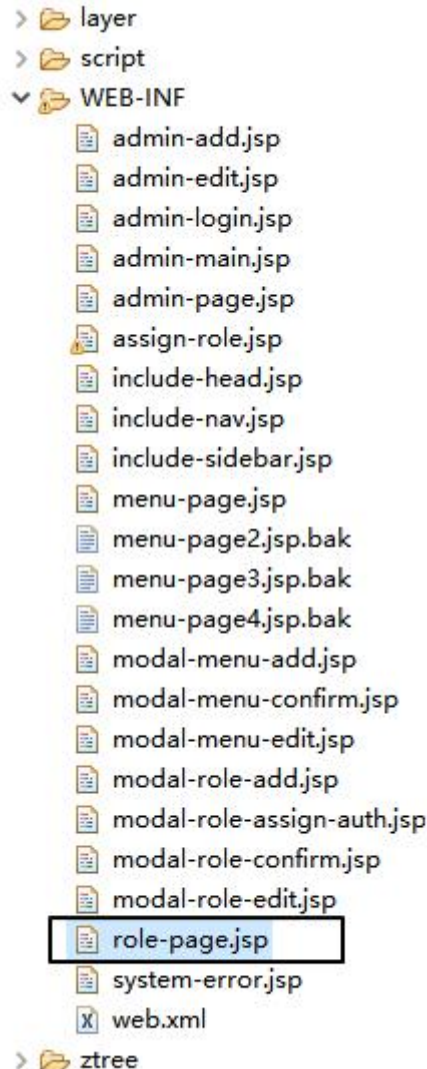 layer
script
WEB-INF
admin-add.jsp
admin-edit.jsp
admin-login.jsp
admin-main.jsp
admin-page.jsp
assign-role.jsp
include-head.jsp
include-nav.jsp
include-sidebar.jsp
menu-page.jsp
menu-page2.jsp.bak
menu-page3.jsp.bak
menu-page4.jsp.bak
modal-menu-add.jsp
modal-menu-confirm.jsp
modal-menu-edit.jsp
modal-role-add.jsp
modal-role-assign-auth.jsp
modal-role-confirm.jsp
modal-role-edit.jsp
role-page.jsp
system-error.jsp
web.xml
ztree